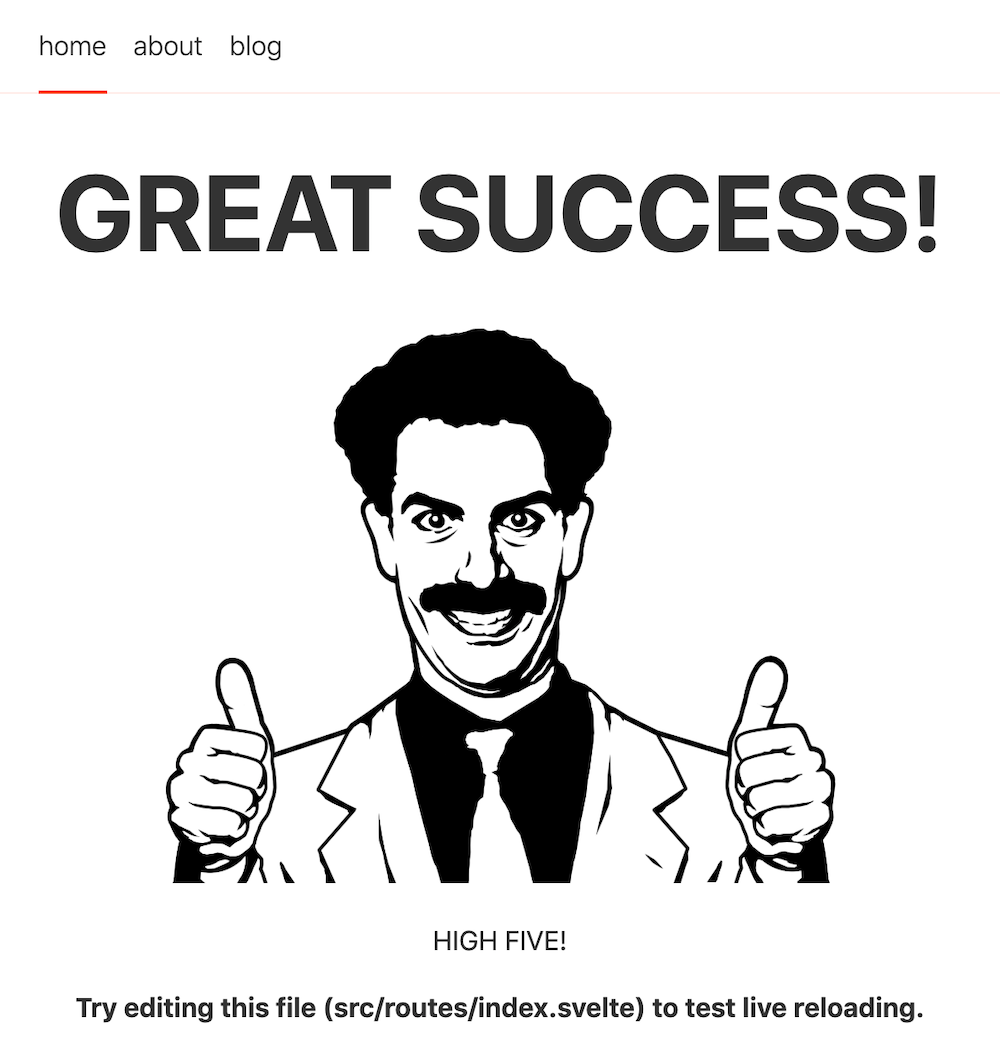 home about blog
GREAT SUCCESS!
HIGH FIVE!
Try editing this file (src/routes/index.svelte) to test live reloading.